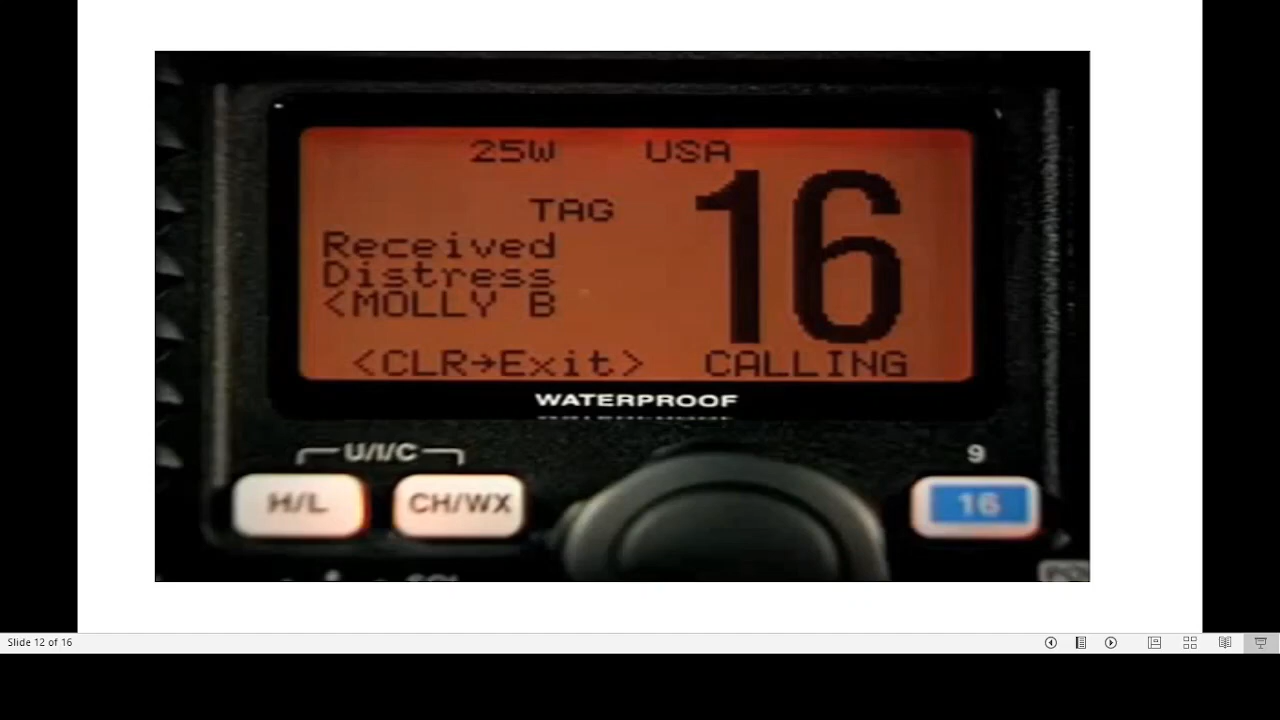 25W USA
TAG
16
Received
Distress
<MOLLY B
<CLR→Exit> CALLING
WATERPROOF
U/I/C
9
H/L CH/WX 16
Slide 12 of 16